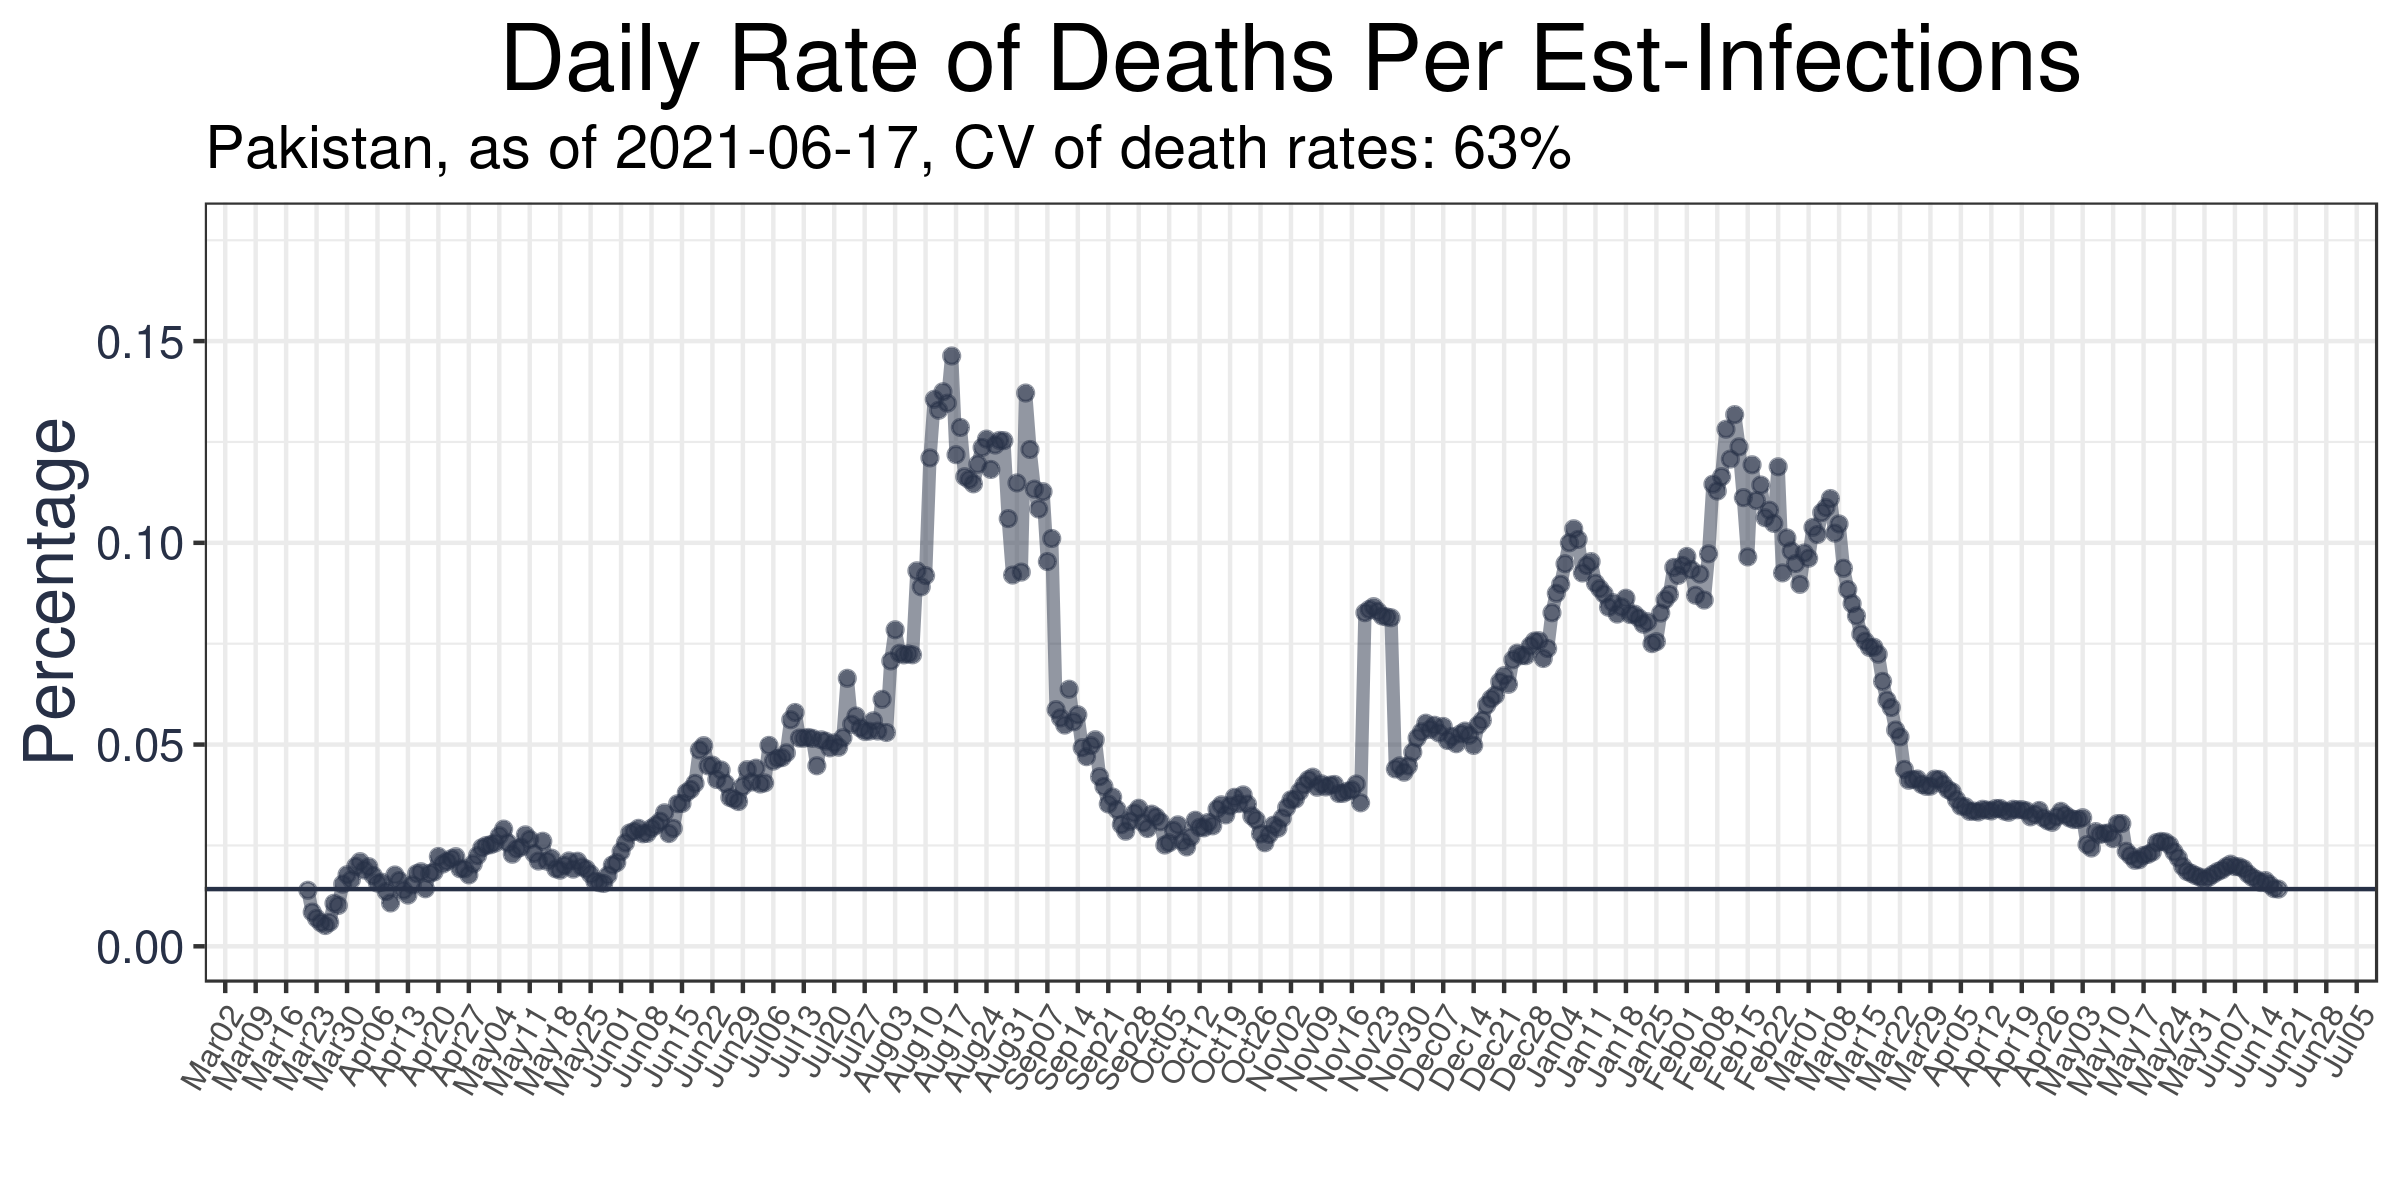 Daily Rate of Deaths Per Est-Infections
Pakistan, as of 2021-06-17, CV of death rates: 63%
Percentage
0.15
0.10
0.05
0.00
Mar02
Mar09
Mar16
Mar23
Mar30
Apr06
Apr13
Apr20
Apr27
May04
May11
May18
May25
Jun01
Jun08
Jun15
Jun22
Jun29
Jul06
Jul13
Jul20
Jul27
Aug03
Aug10
Aug17
Aug24
Aug31
Sep07
Sep14
Sep21
Sep28
Oct05
Oct12
Oct19
Oct26
Nov02
Nov09
Nov16
Nov23
Nov30
Dec07
Dec14
Dec21
Dec28
Jan04
Jan11
Jan18
Jan25
Feb01
Feb08
Feb15
Feb22
Mar01
Mar08
Mar15
Mar22
Mar29
Apr05
Apr12
Apr19
Apr26
May03
May10
May17
May24
May31
Jun07
Jun14
Jun21
Jun28
Jul05